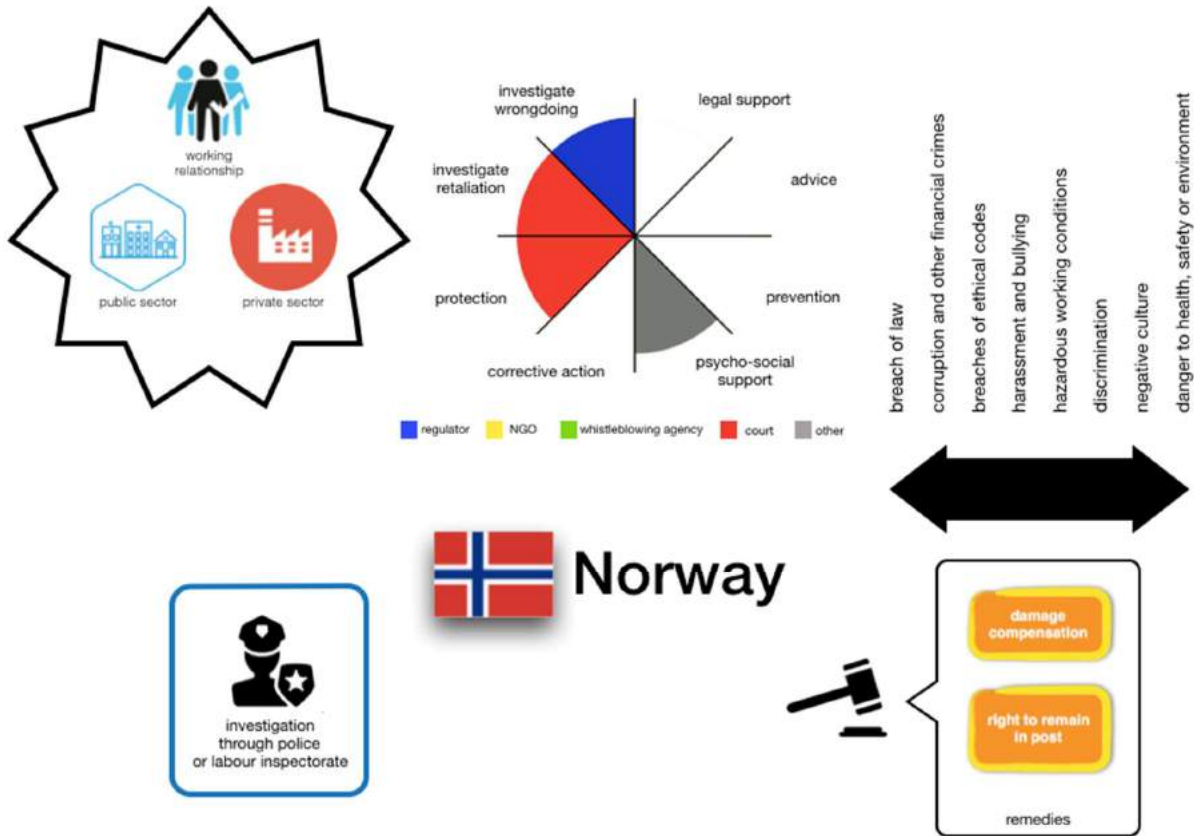 working
relationship
public sector
private sector
investigate
wrongdoing
legal support
investigate
retaliation
advice
protection
prevention
corrective action
psycho-social
support
regulator
NGO
whistleblowing agency
court
other
breach of law
corruption and other financial crimes
breaches of ethical codes
harassment and bullying
hazardous working conditions
discrimination
negative culture
danger to health, safety or environment
Norway
investigation
through police
or labour inspectorate
damage
compensation
right to remain
in post
remedies